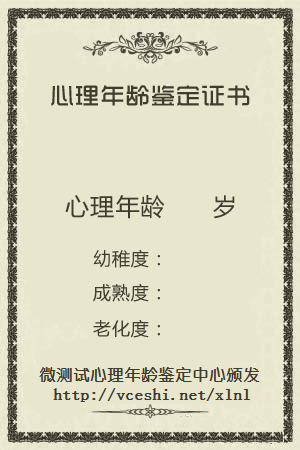 心理年龄鉴定证书
心理年龄 岁
幼稚度：
成熟度：
老化度：
微测试心理年龄鉴定中心颁发
http://vceshi.net/xlnl